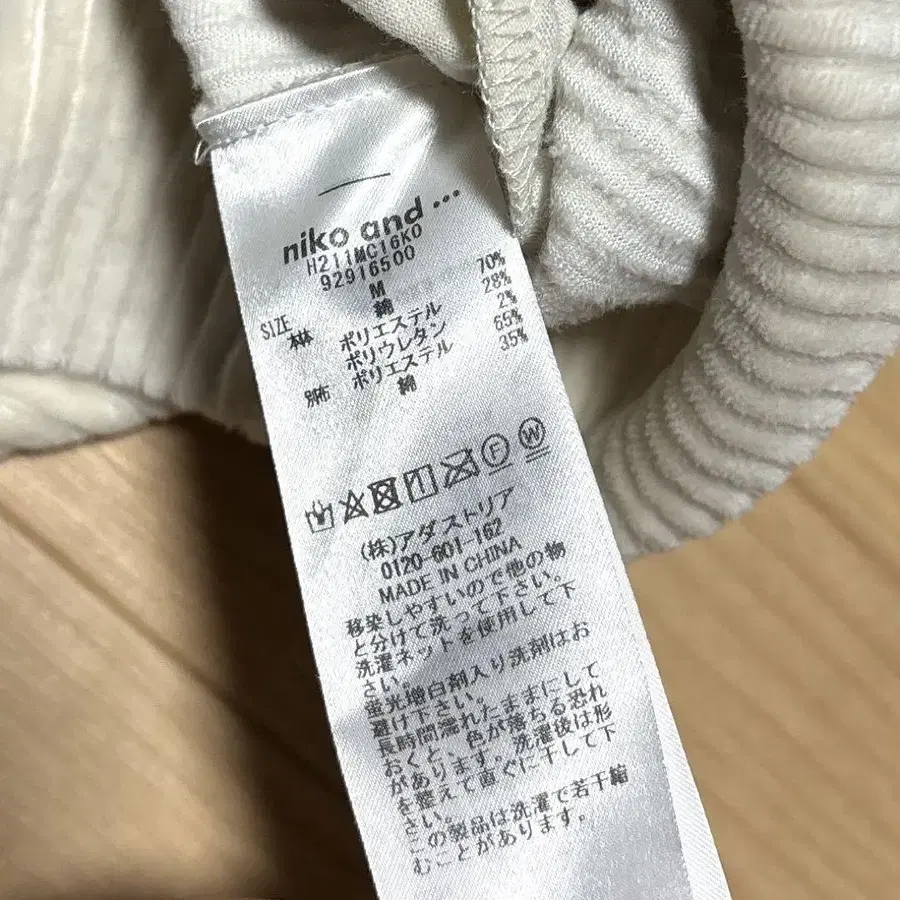 niko and ...
H211MC16K0
92916500
SIZE M
本体 綿 70%
ポリエステル 28%
ポリウレタン 2%
別布 ポリエステル 65%
綿 35%
F W
(株)アダストリア
0120-601-162
MADE IN CHINA
移染しやすいので他の物
と分けて洗って下さい。
洗濯ネットを使用して下
さい。
蛍光増白剤入り洗剤はお
避け下さい。
長時間濡れたままにして
おくと、色が落ちる恐れ
があります。洗濯後は形
を整えて直ぐに干して下
さい。
この製品は洗濯で若干縮
むことがあります。